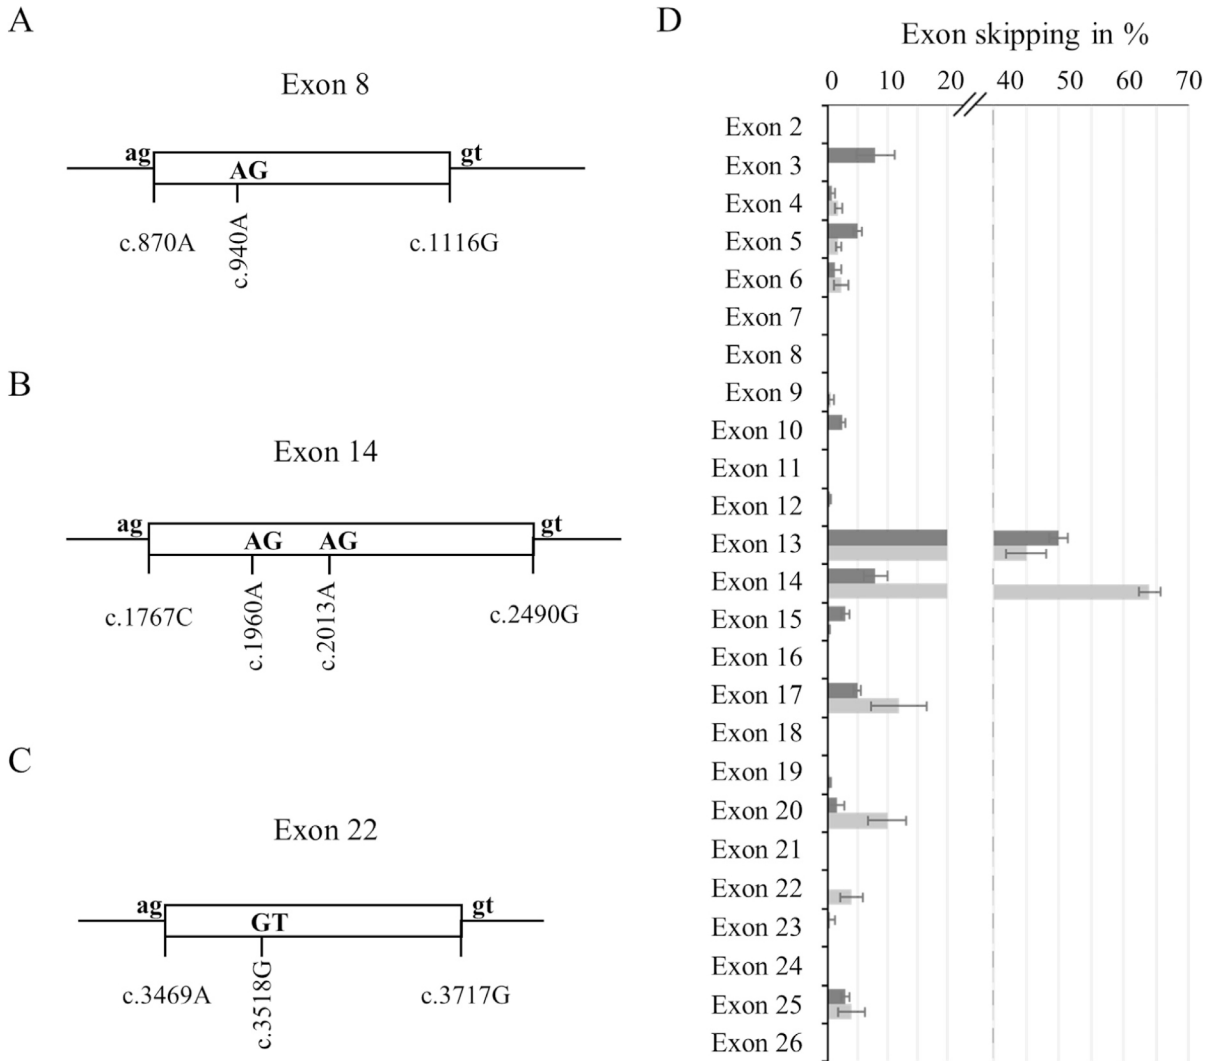 A
Exon 8
ag
AG
gt
c.870A
c.940A
c.1116G
B
Exon 14
ag
AG
AG
gt
c.1767C
c.1960A
c.2013A
c.2490G
C
Exon 22
ag
GT
gt
c.3469A
c.3518G
c.3717G
D
Exon skipping in %
0 10 20 40 50 60 70
Exon 2
Exon 3
Exon 4
Exon 5
Exon 6
Exon 7
Exon 8
Exon 9
Exon 10
Exon 11
Exon 12
Exon 13
Exon 14
Exon 15
Exon 16
Exon 17
Exon 18
Exon 19
Exon 20
Exon 21
Exon 22
Exon 23
Exon 24
Exon 25
Exon 26